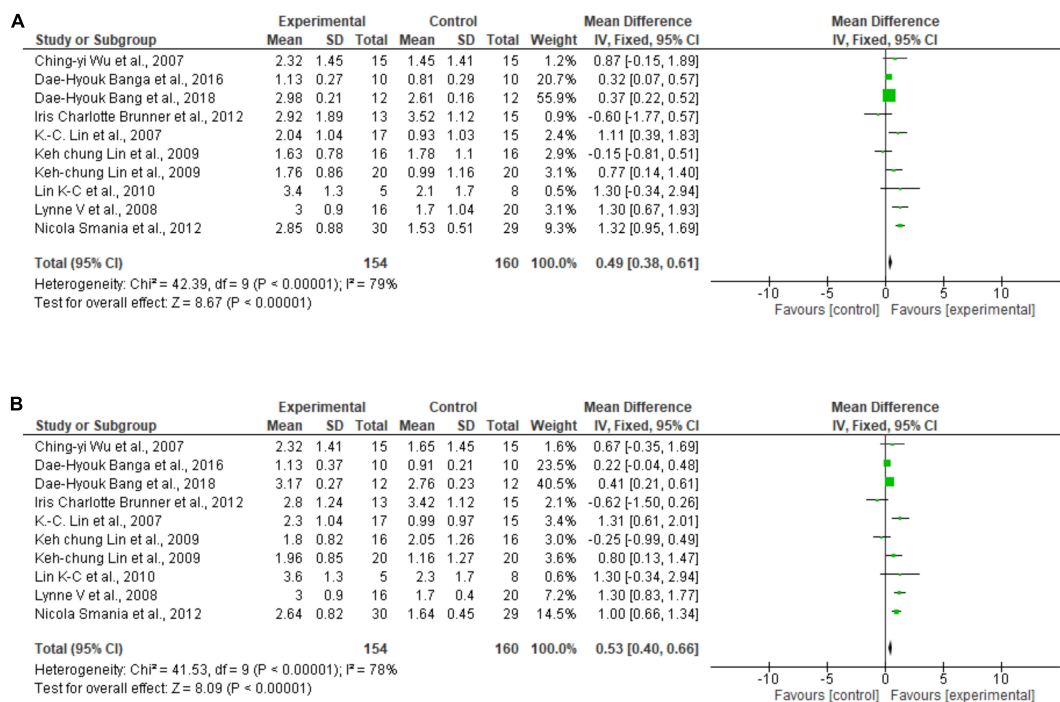 A
Experimental Control Mean Difference Mean Difference
Study or Subgroup Mean SD Total Mean SD Total Weight IV, Fixed, 95% CI IV, Fixed, 95% CI
Ching-yi Wu et al., 2007 2.32 1.45 15 1.45 1.41 15 1.2% 0.87 [-0.15, 1.89]
Dae-Hyouk Banga et al., 2016 1.13 0.27 10 0.81 0.29 10 20.7% 0.32 [0.07, 0.57]
Dae-Hyouk Bang et al., 2018 2.98 0.21 12 2.61 0.16 12 55.9% 0.37 [0.22, 0.52]
Iris Charlotte Brunner et al., 2012 2.92 1.89 13 3.52 1.12 15 0.9% -0.60 [-1.77, 0.57]
K.-C. Lin et al., 2007 2.04 1.04 17 0.93 1.03 15 2.4% 1.11 [0.39, 1.83]
Keh chung Lin et al., 2009 1.63 0.78 16 1.78 1.1 16 2.9% -0.15 [-0.81, 0.51]
Keh-chung Lin et al., 2009 1.76 0.86 20 0.99 1.16 20 3.1% 0.77 [0.14, 1.40]
Lin K-C et al., 2010 3.4 1.3 5 2.1 1.7 8 0.5% 1.30 [-0.34, 2.94]
Lynne V et al., 2008 3 0.9 16 1.7 1.04 20 3.1% 1.30 [0.67, 1.93]
Nicola Smania et al., 2012 2.85 0.88 30 1.53 0.51 29 9.3% 1.32 [0.95, 1.69]
Total (95% CI) 154 160 100.0% 0.49 [0.38, 0.61]
Heterogeneity: Chi² = 42.39, df = 9 (P < 0.00001); I² = 79%
Test for overall effect: Z = 8.67 (P < 0.00001)
-10 -5 0 5 10
Favours [control] Favours [experimental]
B
Experimental Control Mean Difference Mean Difference
Study or Subgroup Mean SD Total Mean SD Total Weight IV, Fixed, 95% CI IV, Fixed, 95% CI
Ching-yi Wu et al., 2007 2.32 1.41 15 1.65 1.45 15 1.6% 0.67 [-0.35, 1.69]
Dae-Hyouk Banga et al., 2016 1.13 0.37 10 0.91 0.21 10 23.5% 0.22 [-0.04, 0.48]
Dae-Hyouk Bang et al., 2018 3.17 0.27 12 2.76 0.23 12 40.5% 0.41 [0.21, 0.61]
Iris Charlotte Brunner et al., 2012 2.8 1.24 13 3.42 1.12 15 2.1% -0.62 [-1.50, 0.26]
K.-C. Lin et al., 2007 2.3 1.04 17 0.99 0.97 15 3.4% 1.31 [0.61, 2.01]
Keh chung Lin et al., 2009 1.8 0.82 16 2.05 1.26 16 3.0% -0.25 [-0.99, 0.49]
Keh-chung Lin et al., 2009 1.96 0.85 20 1.16 1.27 20 3.6% 0.80 [0.13, 1.47]
Lin K-C et al., 2010 3.6 1.3 5 2.3 1.7 8 0.6% 1.30 [-0.34, 2.94]
Lynne V et al., 2008 3 0.9 16 1.7 0.4 20 7.2% 1.30 [0.83, 1.77]
Nicola Smania et al., 2012 2.64 0.82 30 1.64 0.45 29 14.5% 1.00 [0.66, 1.34]
Total (95% CI) 154 160 100.0% 0.53 [0.40, 0.66]
Heterogeneity: Chi² = 41.53, df = 9 (P < 0.00001); I² = 78%
Test for overall effect: Z = 8.09 (P < 0.00001)
-10 -5 0 5 10
Favours [control] Favours [experimental]